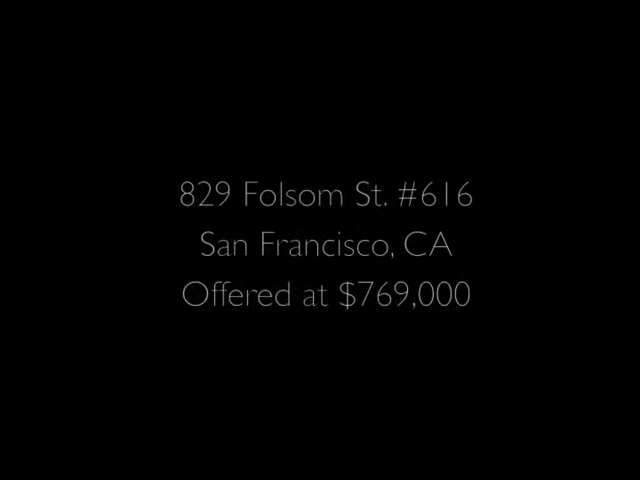 829 Folsom St. #616
San Francisco, CA
Offered at $769,000